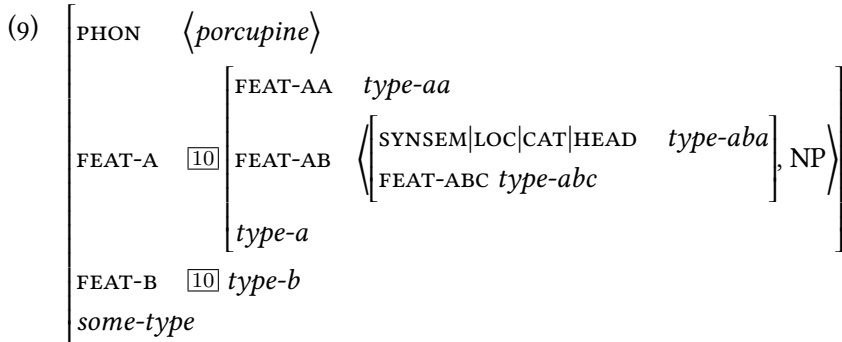 (9) PHON ⟨porcupine⟩
FEAT-AA type-aa
SYNSEM|LOC|CAT|HEAD type-aba
FEAT-A 10 FEAT-AB ⟨[ ], NP⟩
FEAT-ABC type-abc
type-a
FEAT-B 10 type-b
some-type